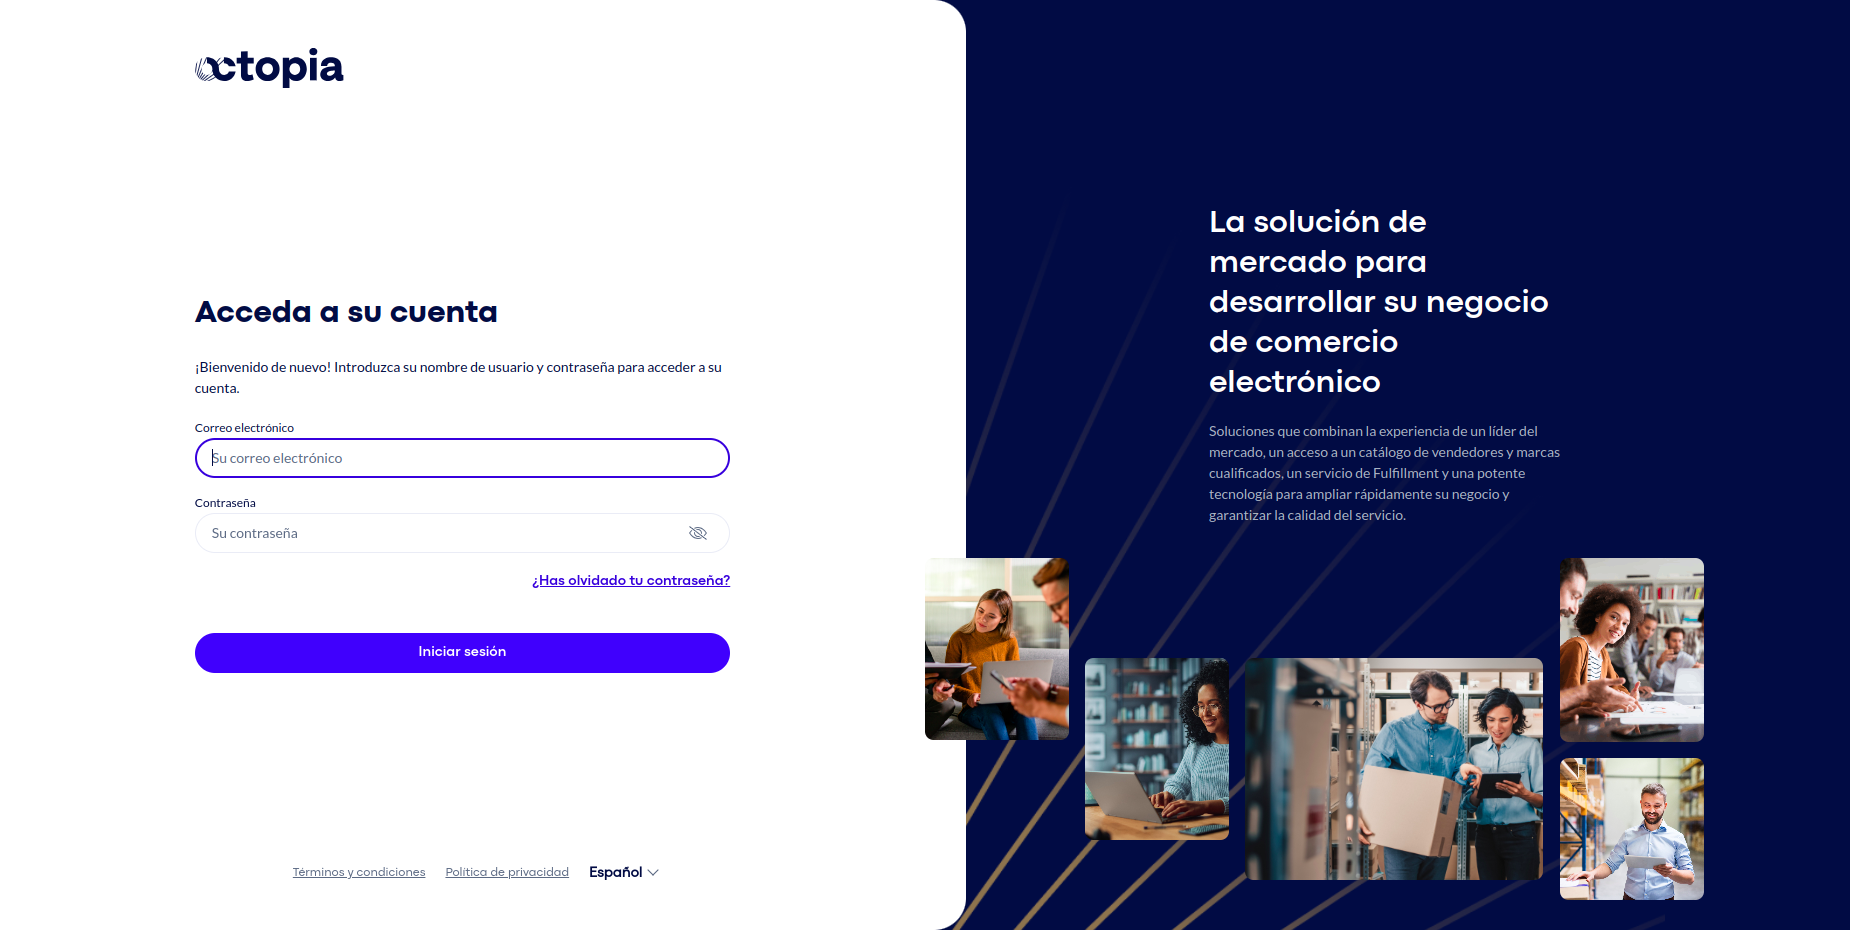 octopia
Acceda a su cuenta
¡Bienvenido de nuevo! Introduzca su nombre de usuario y contraseña para acceder a su
cuenta.
Correo electrónico
Su correo electrónico
Contraseña
Su contraseña
¿Has olvidado tu contraseña?
Iniciar sesión
Términos y condiciones
Política de privacidad
Español
La solución de
mercado para
desarrollar su negocio
de comercio
electrónico
Soluciones que combinan la experiencia de un líder del
mercado, un acceso a un catálogo de vendedores y marcas
cualificados, un servicio de Fulfillment y una potente
tecnología para ampliar rápidamente su negocio y
garantizar la calidad del servicio.